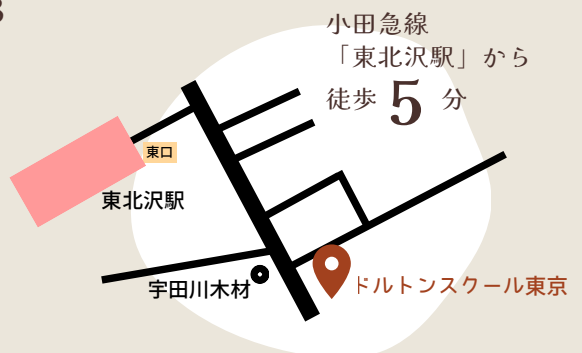 小田急線
「東北沢駅」から
徒歩 5 分
東口
東北沢駅
宇田川木材
ドルトンスクール東京